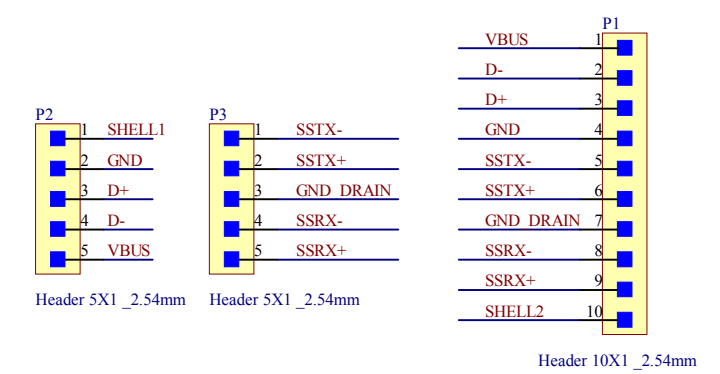 P2
1 SHELL1
2 GND
3 D+
4 D-
5 VBUS
Header 5X1 _2.54mm
P3
1 SSTX-
2 SSTX+
3 GND_DRAIN
4 SSRX-
5 SSRX+
Header 5X1 _2.54mm
P1
VBUS 1
D- 2
D+ 3
GND 4
SSTX- 5
SSTX+ 6
GND_DRAIN 7
SSRX- 8
SSRX+ 9
SHELL2 10
Header 10X1 _2.54mm